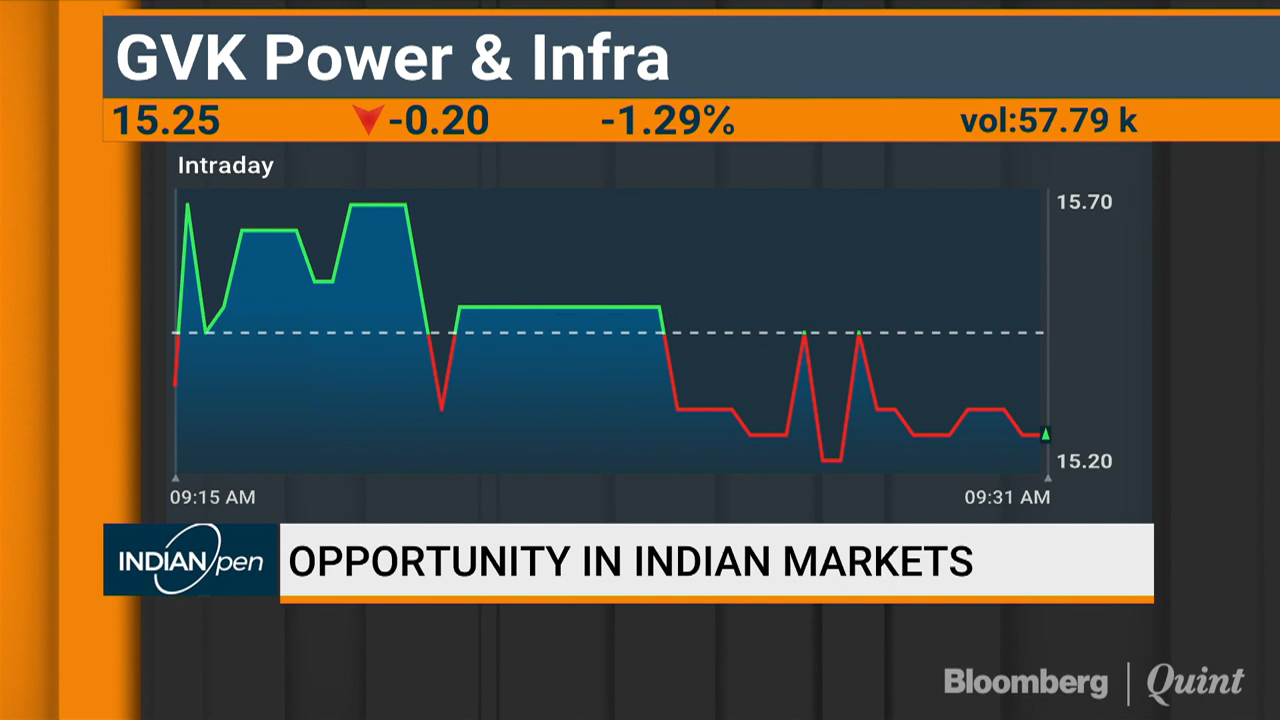 GVK Power & Infra
15.25 -0.20 -1.29% vol:57.79 k
Intraday
15.70
15.20
09:15 AM 09:31 AM
INDIAN Open OPPORTUNITY IN INDIAN MARKETS
Bloomberg | Quint